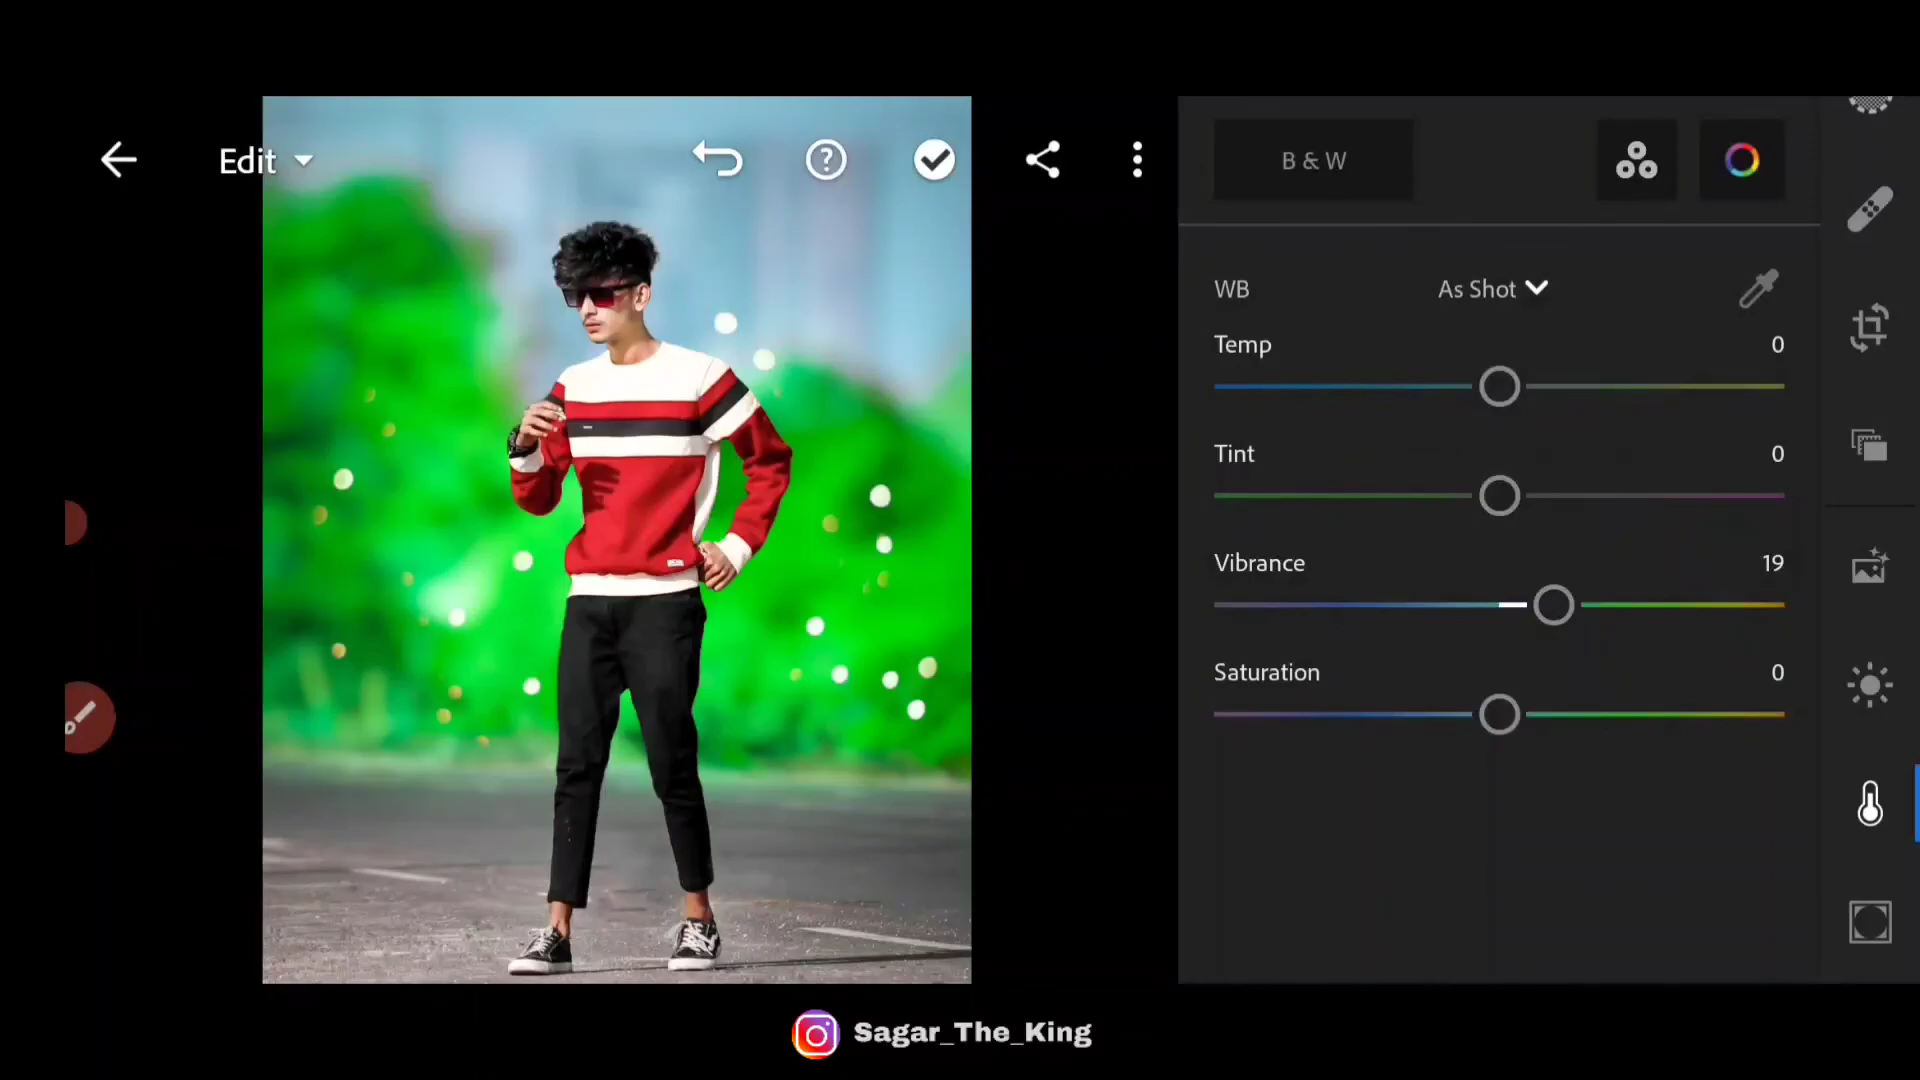 Edit
B & W
WB
As Shot
Temp
0
Tint
0
Vibrance
19
Saturation
0
Sagar_The_King